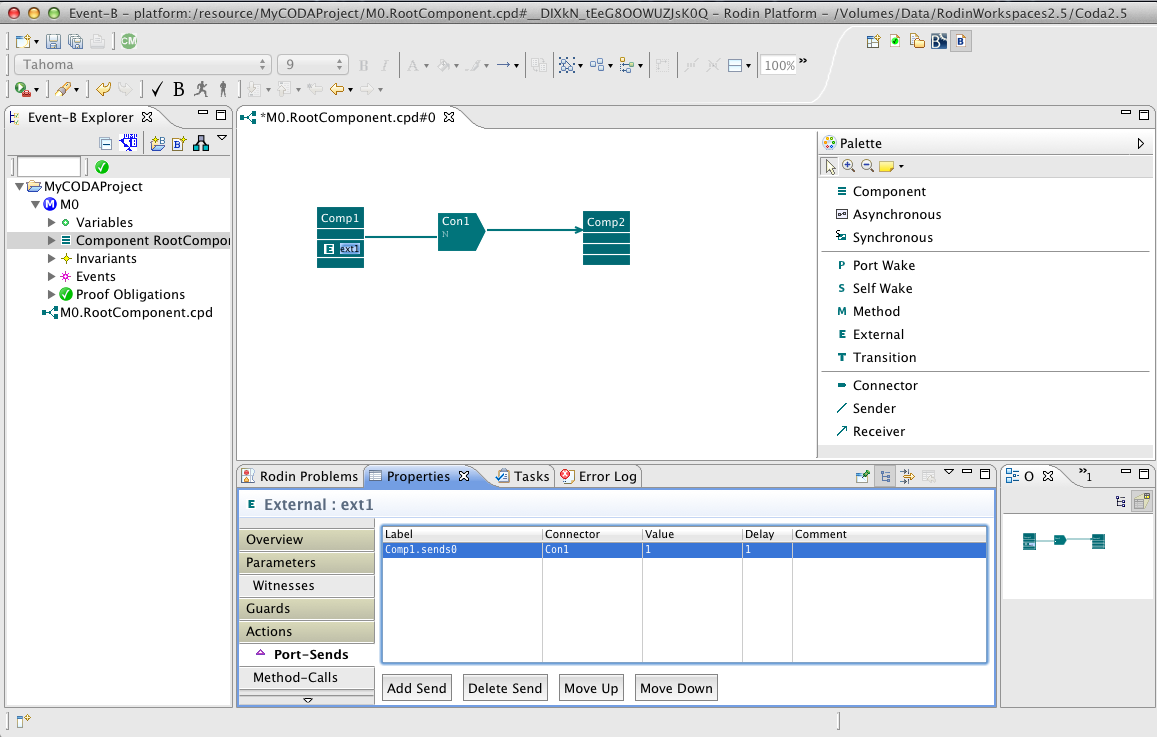 Event-B – platform:/resource/MyCODAProject/M0.RootComponent.cpd#__DIXkN_tEeG8OOWUZJsK0Q – Rodin Platform – /Volumes/Data/RodinWorkspaces2.5/Coda2.5
CM
B
Tahoma
9
B I
A
100% »
B
Event-B Explorer
*M0.RootComponent.cpd#0
MyCODAProject
M M0
Variables
Component RootCompo
Invariants
Events
Proof Obligations
M0.RootComponent.cpd
Comp1
E ext1
Con1
N
Comp2
Palette
Component
Asynchronous
Synchronous
P Port Wake
S Self Wake
M Method
E External
T Transition
Connector
Sender
Receiver
Rodin Problems
Properties
Tasks
Error Log
O
»1
E External : ext1
Overview
Parameters
Witnesses
Guards
Actions
Port-Sends
Method-Calls
Label Connector Value Delay Comment
Comp1.sends0 Con1 1 1
Add Send Delete Send Move Up Move Down